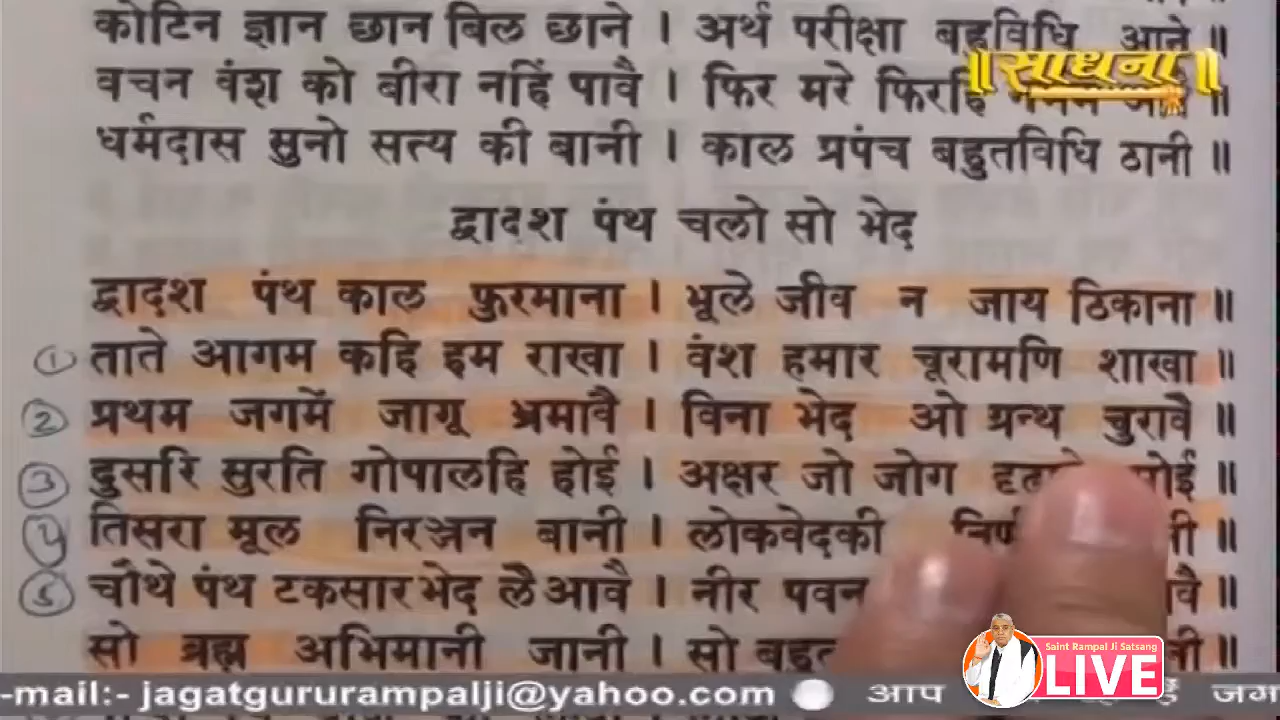 कोटिन ज्ञान छान बिल छाने । अर्थ परीक्षा बहुविधि आने ॥
॥साधना॥
वचन वंश को बीरा नहिं पावै । फिर मरे फिरहि ॥
धर्मदास सुनो सत्य की बानी । काल प्रपंच बहुतविधि ठानी ॥
द्वादश पंथ चलो सो भेद
द्वादश पंथ काल फुरमाना । भूले जीव न जाय ठिकाना ॥
① ताते आगम कहि हम राखा । वंश हमार चूरामणि शाखा ॥
② प्रथम जगमें जागू भ्रमावै । विना भेद ओ ग्रन्थ चुरावै ॥
③ दुसरि सुरति गोपालहि होई । अक्षर जो जोग ॥
④ तिसरा मूल निरञ्जन बानी । लोकवेदकी ॥
⑤ चौथे पंथ टकसारभेद लैआवै । नीर पवन ॥
सो ब्रह्म अभिमानी जानी । सो ॥
Saint Rampal Ji Satsang
LIVE
-mail:- jagatgururampalji@yahoo.com आप जग